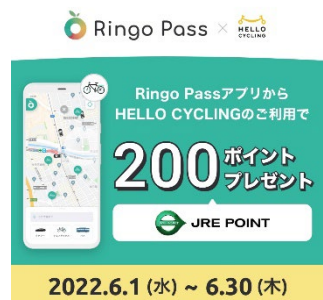 Ringo Pass × HELLO CYCLING
Ringo Passアプリから
HELLO CYCLINGのご利用で
200ポイントプレゼント
JRE POINT
2022.6.1 (水) ~ 6.30 (木)